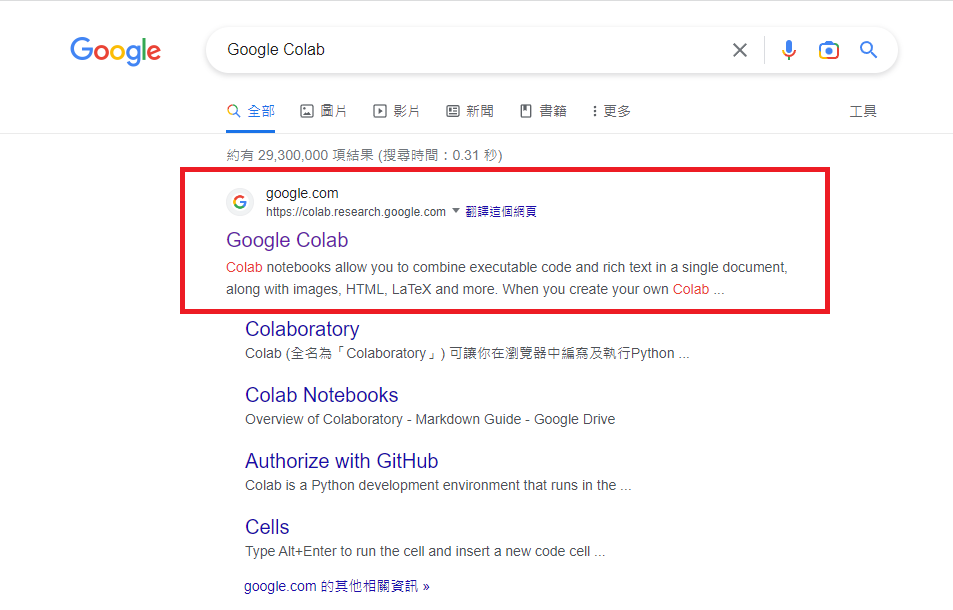 Google Google Colab
全部 圖片 影片 新聞 書籍 更多 工具
約有 29,300,000 項結果 (搜尋時間：0.31 秒)
G google.com
https://colab.research.google.com 翻譯這個網頁
Google Colab
Colab notebooks allow you to combine executable code and rich text in a single document,
along with images, HTML, LaTeX and more. When you create your own Colab ...
Colaboratory
Colab (全名為「Colaboratory」) 可讓你在瀏覽器中編寫及執行Python ...
Colab Notebooks
Overview of Colaboratory - Markdown Guide - Google Drive
Authorize with GitHub
Colab is a Python development environment that runs in the ...
Cells
Type Alt+Enter to run the cell and insert a new code cell ...
google.com 的其他相關資訊 »